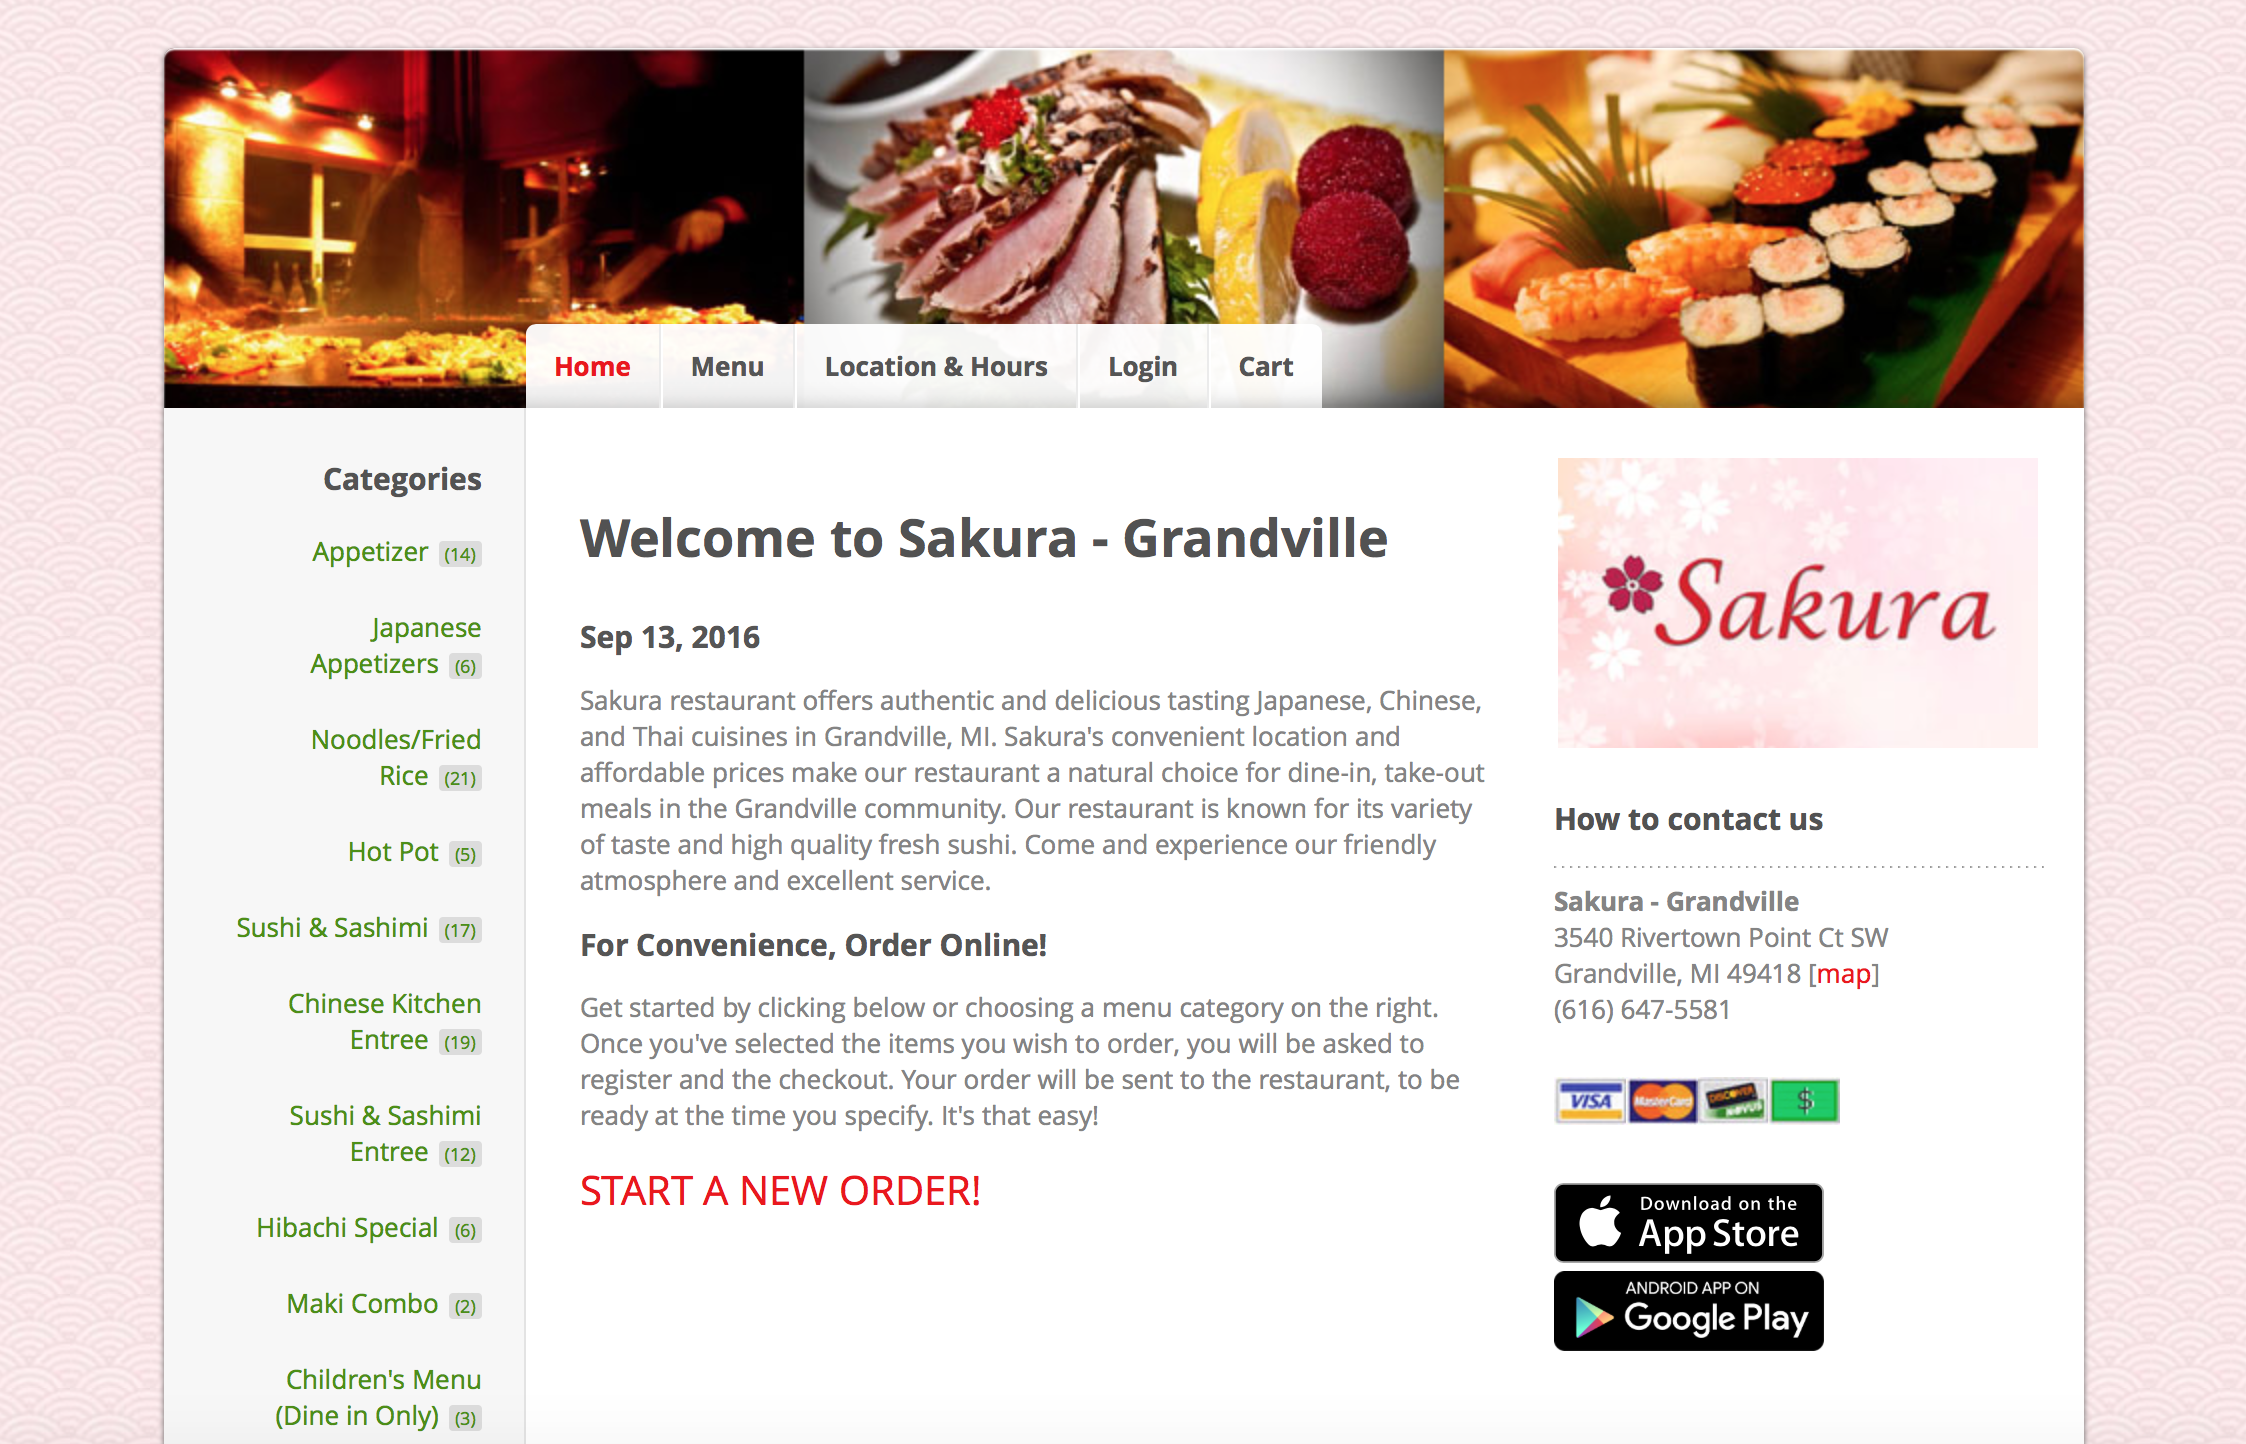 Home
Menu
Location & Hours
Login
Cart
Categories
Appetizer (14)
Japanese
Appetizers (6)
Noodles/Fried
Rice (21)
Hot Pot (5)
Sushi & Sashimi (17)
Chinese Kitchen
Entree (19)
Sushi & Sashimi
Entree (12)
Hibachi Special (6)
Maki Combo (2)
Children's Menu
(Dine in Only) (3)
Welcome to Sakura - Grandville
Sep 13, 2016
Sakura restaurant offers authentic and delicious tasting Japanese, Chinese,
and Thai cuisines in Grandville, MI. Sakura's convenient location and
affordable prices make our restaurant a natural choice for dine-in, take-out
meals in the Grandville community. Our restaurant is known for its variety
of taste and high quality fresh sushi. Come and experience our friendly
atmosphere and excellent service.
For Convenience, Order Online!
Get started by clicking below or choosing a menu category on the right.
Once you've selected the items you wish to order, you will be asked to
register and the checkout. Your order will be sent to the restaurant, to be
ready at the time you specify. It's that easy!
START A NEW ORDER!
Sakura
How to contact us
Sakura - Grandville
3540 Rivertown Point Ct SW
Grandville, MI 49418 [map]
(616) 647-5581
VISA MasterCard DISCOVER NOVUS $
Download on the
App Store
ANDROID APP ON
Google Play